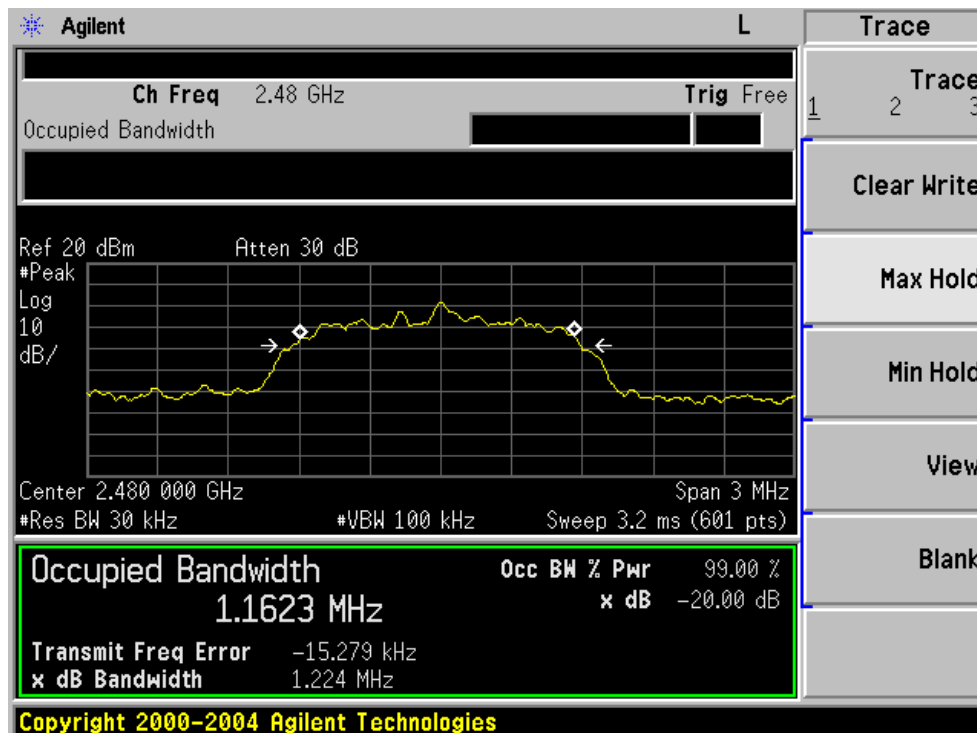 Agilent L Trace
Ch Freq 2.48 GHz Trig Free
Occupied Bandwidth
Trace
1 2 3
Clear Write
Max Hold
Min Hold
View
Blank
Ref 20 dBm Atten 30 dB
#Peak
Log
10
dB/
Center 2.480 000 GHz Span 3 MHz
#Res BW 30 kHz #VBW 100 kHz Sweep 3.2 ms (601 pts)
Occupied Bandwidth
1.1623 MHz
Occ BW % Pwr 99.00 %
x dB -20.00 dB
Transmit Freq Error -15.279 kHz
x dB Bandwidth 1.224 MHz
Copyright 2000-2004 Agilent Technologies